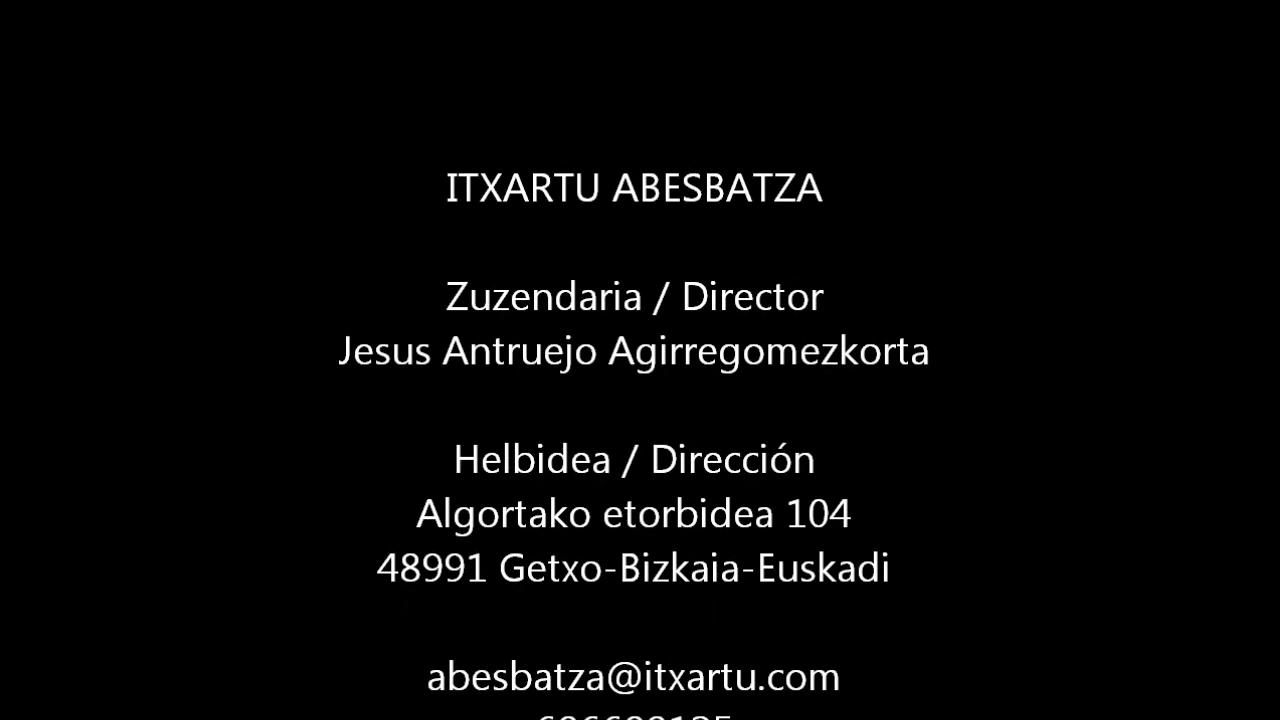 ITXARTU ABESBATZA
Zuzendaria / Director
Jesus Antruejo Agirregomezkorta
Helbidea / Dirección
Algortako etorbidea 104
48991 Getxo-Bizkaia-Euskadi
abesbatza@itxartu.com